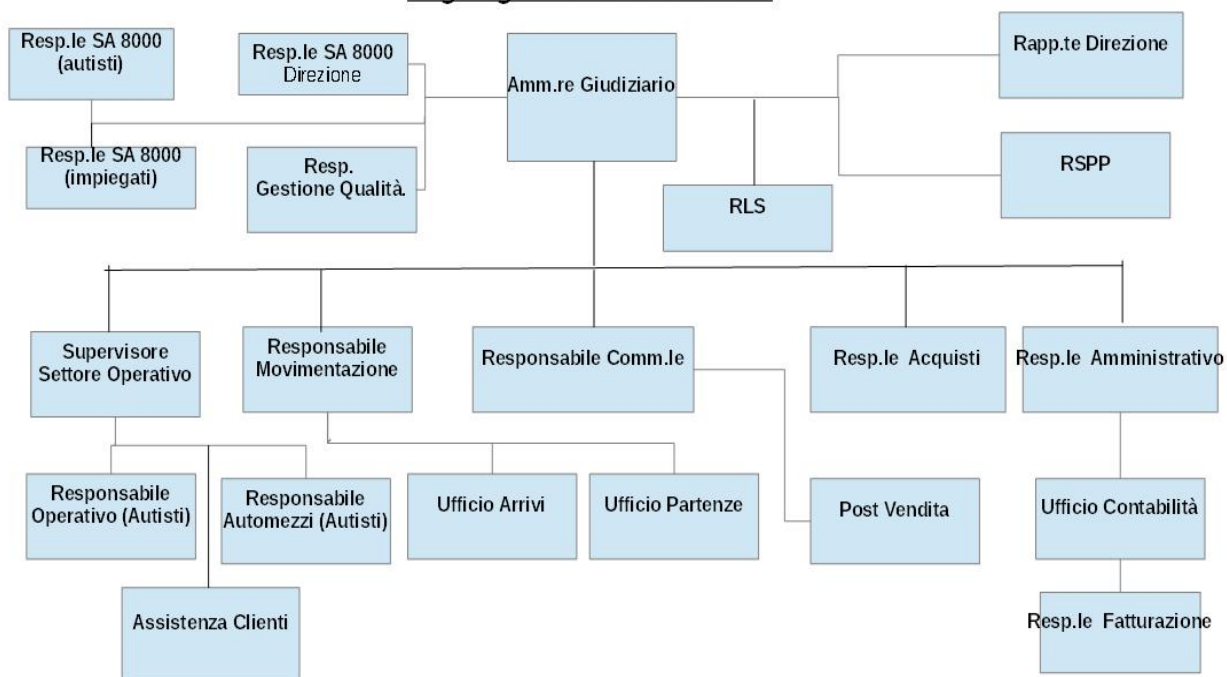 Resp.le SA 8000
(autisti)
Resp.le SA 8000
Direzione
Amm.re Giudiziario
Rapp.te Direzione
Resp.le SA 8000
(impiegati)
Resp.
Gestione Qualità.
RLS
RSPP
Supervisore
Settore Operativo
Responsabile
Movimentazione
Responsabile Comm.le
Resp.le Acquisti
Resp.le Amministrativo
Responsabile
Operativo (Autisti)
Responsabile
Automezzi (Autisti)
Ufficio Arrivi
Ufficio Partenze
Post Vendita
Ufficio Contabilità
Assistenza Clienti
Resp.le Fatturazione